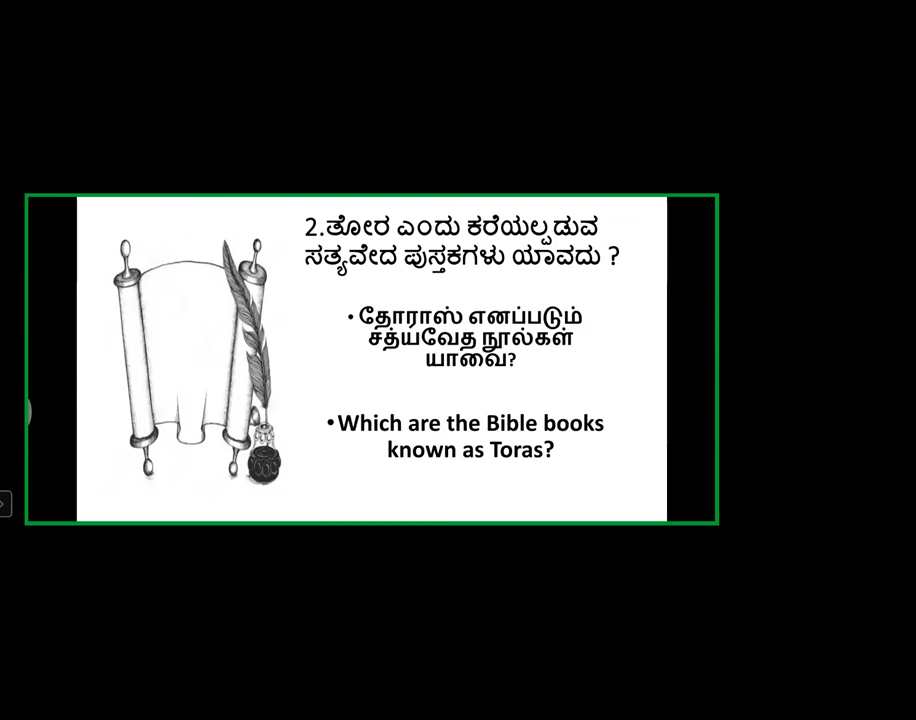 2.ತೋರ ಎಂದು ಕರೆಯಲ್ಪಡುವ
ಸತ್ಯವೇದ ಪುಸ್ತಕಗಳು ಯಾವದು ?
• தோராஸ் எனப்படும்
சத்யவேத நூல்கள்
யாவை?
•Which are the Bible books
known as Toras?